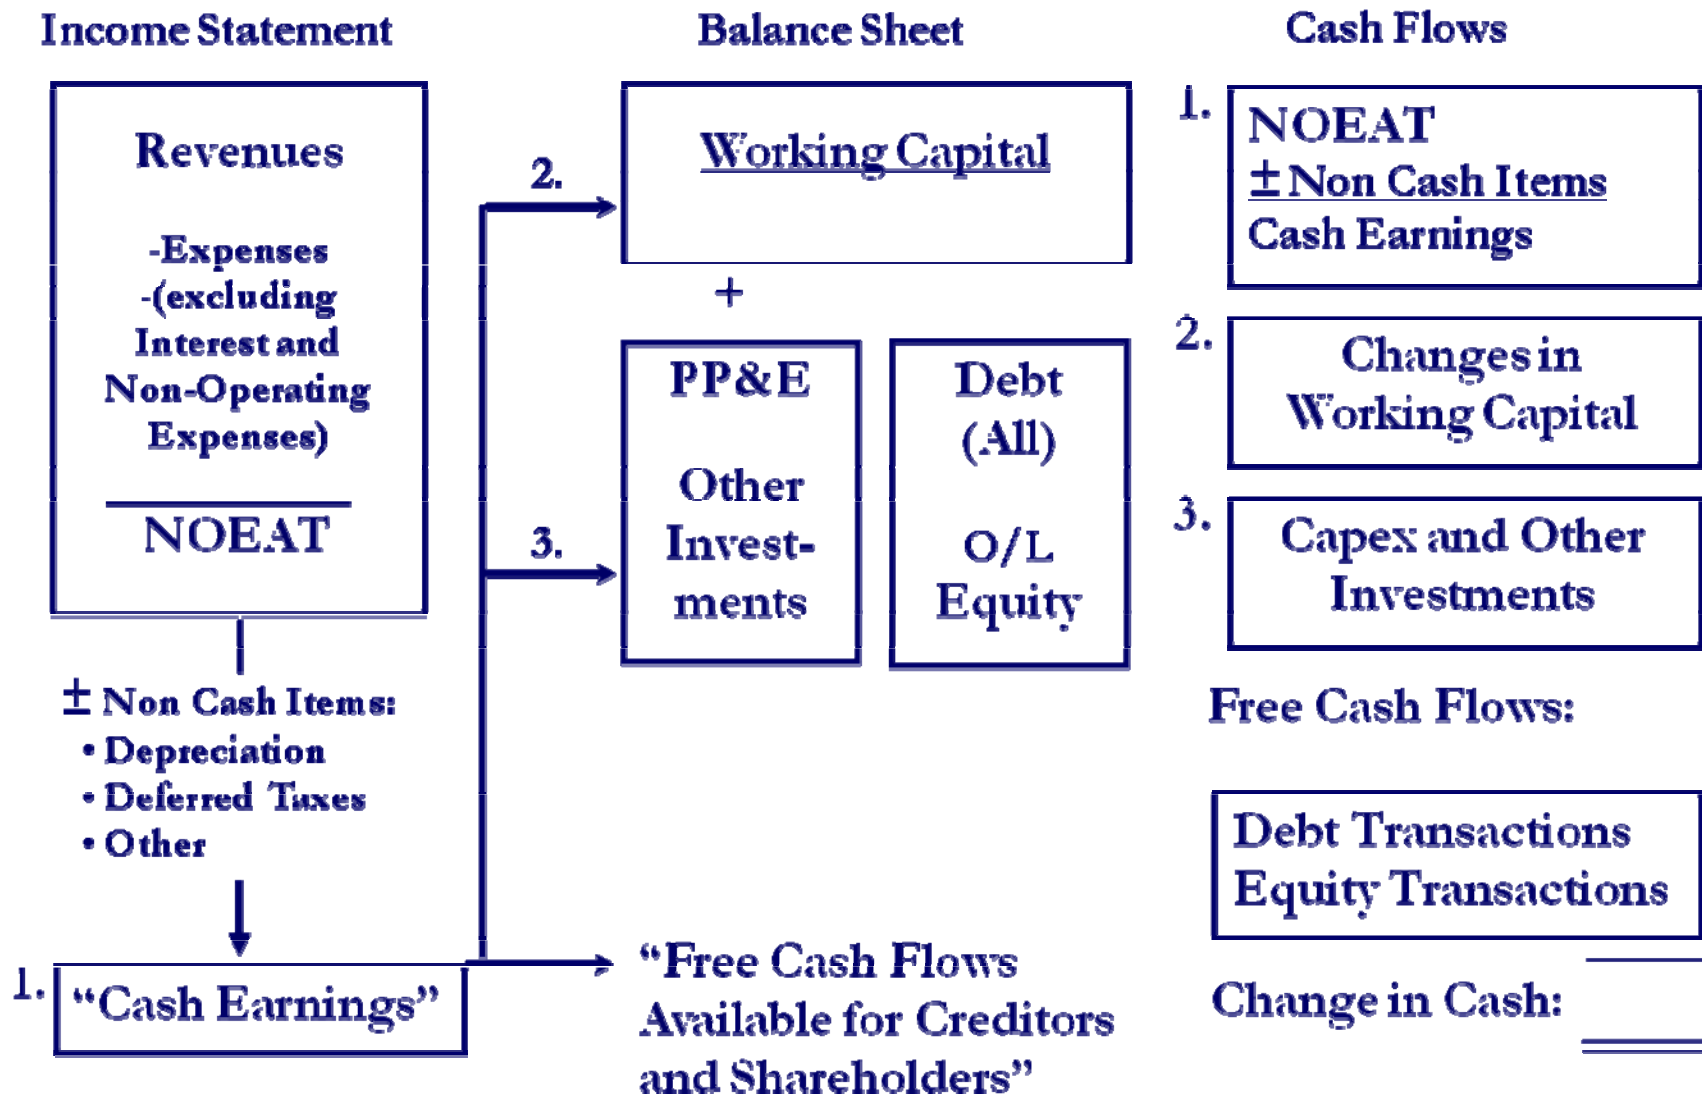 Income Statement
Revenues
-Expenses
-(excluding
Interest and
Non-Operating
Expenses)
NOEAT
± Non Cash Items:
• Depreciation
• Deferred Taxes
• Other
1.
“Cash Earnings”
Balance Sheet
2.
Working Capital
+
3.
PP&E
Other
Invest-
ments
Debt
(All)
O/L
Equity
“Free Cash Flows
Available for Creditors
and Shareholders”
Cash Flows
1.
NOEAT
± Non Cash Items
Cash Earnings
2.
Changes in
Working Capital
3.
Capex and Other
Investments
Free Cash Flows:
Debt Transactions
Equity Transactions
Change in Cash: